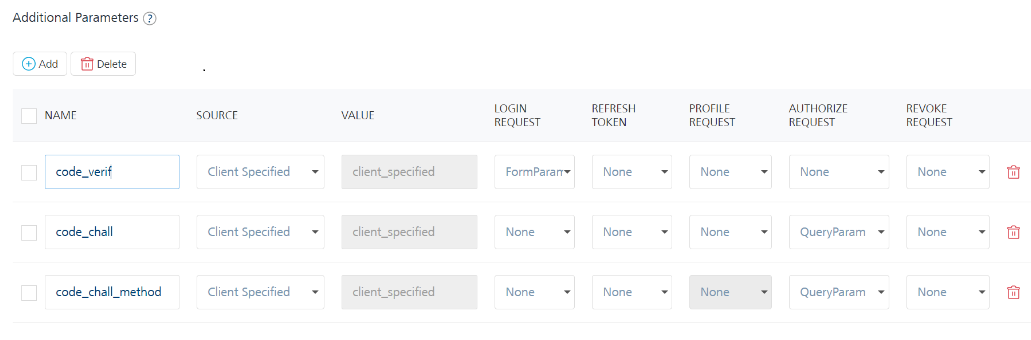 Additional Parameters ?
Add Delete
NAME SOURCE VALUE LOGIN REQUEST REFRESH TOKEN PROFILE REQUEST AUTHORIZE REQUEST REVOKE REQUEST
code_verif Client Specified client_specified FormParam None None None None
code_chall Client Specified client_specified None None None QueryParam None
code_chall_method Client Specified client_specified None None None QueryParam None